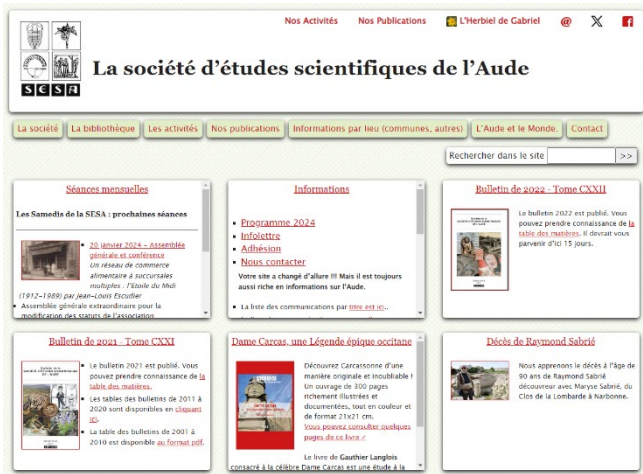 Nos Activités Nos Publications L'Herbiel de Gabriel @ X f
SESA
La société d'études scientifiques de l'Aude
La société La bibliothèque Les activités Nos publications Informations par lieu (communes, autres) L'Aude et le Monde. Contact
Rechercher dans le site >>
Séances mensuelles
Les Samedis de la SESA : prochaines séances
20 janvier 2024 - Assemblée
générale et conférence
Un réseau de commerce
alimentaire à succursales
multiples : l'étoile du Midi
(1912-1989) par Jean-Louis Escudier
Assemblée générale extraordinaire pour la
modification des statuts de l'association
Informations
Programme 2024
Infolettre
Adhésion
Nous contacter
Votre site a changé d'allure !!! Mais il est toujours
aussi riche en informations sur l'Aude.
La liste des communications par titre est ici..
Bulletin de 2022 - Tome CXXII
Le bulletin 2022 est publié. Vous
pouvez prendre connaissance de la
table des matières. Il devrait vous
parvenir d'ici 15 jours.
Bulletin de 2021 - Tome CXXI
Le bulletin 2021 est publié. Vous
pouvez prendre connaissance de la
table des matières.
Les tables des bulletins de 2011 à
2020 sont disponibles en cliquant
ici.
La table des bulletins de 2001 à
2010 est disponible au format pdf.
Dame Carcas, une Légende épique occitane
Découvrez Carcassonne d'une
manière originale et inoubliable !
Un ouvrage de 300 pages
richement illustrées et
documentées, tout en couleur et
de format 21x21 cm.
Vous pouvez consulter quelques
pages de ce livre
Le livre de Gauthier Langlois
consacré à la célèbre Dame Carcas est une étude à la
Décès de Raymond Sabrié
Nous apprenons le décès à l'âge de
90 ans de Raymond Sabrié
découvreur avec Maryse Sabrié, du
Clos de la Lombarde à Narbonne.